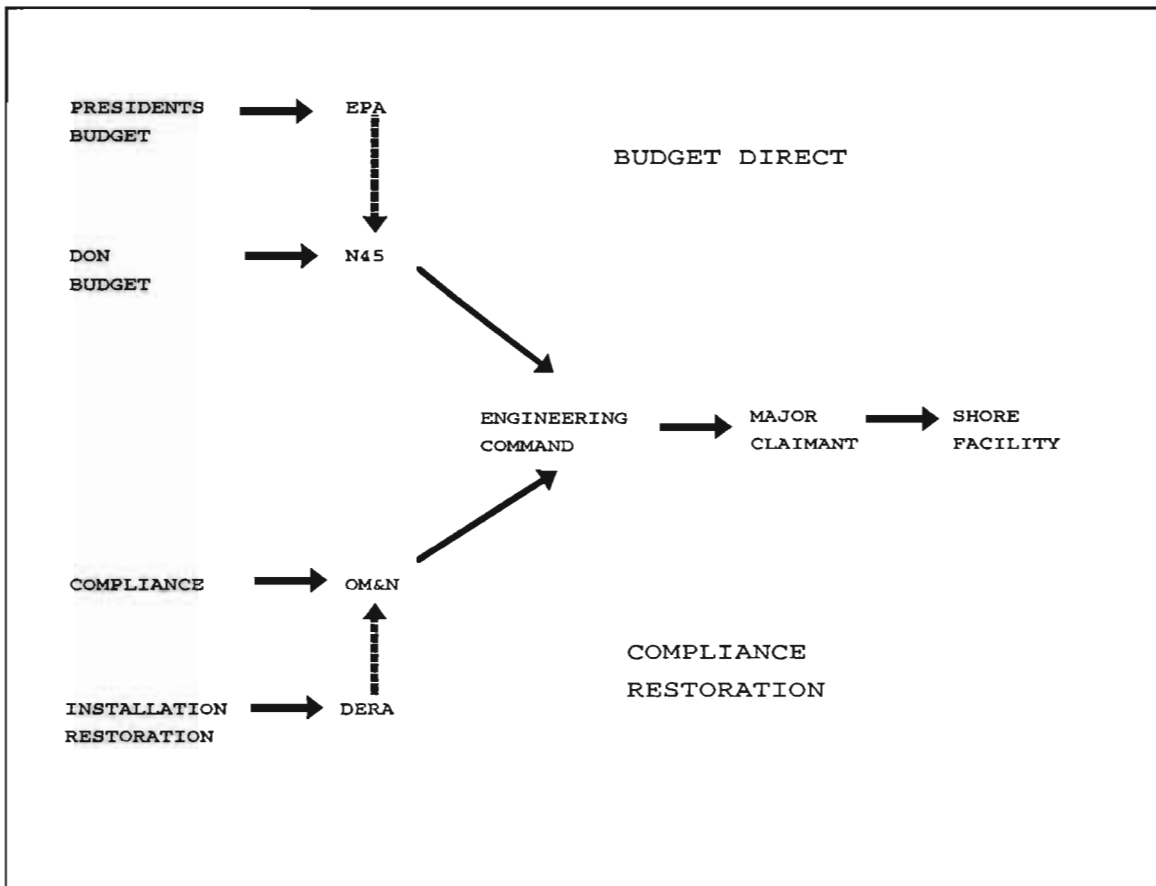 PRESIDENTS
BUDGET
EPA
BUDGET DIRECT
DON
BUDGET
N45
ENGINEERING
COMMAND
MAJOR
CLAIMANT
SHORE
FACILITY
COMPLIANCE
OM&N
COMPLIANCE
RESTORATION
INSTALLATION
RESTORATION
DERA